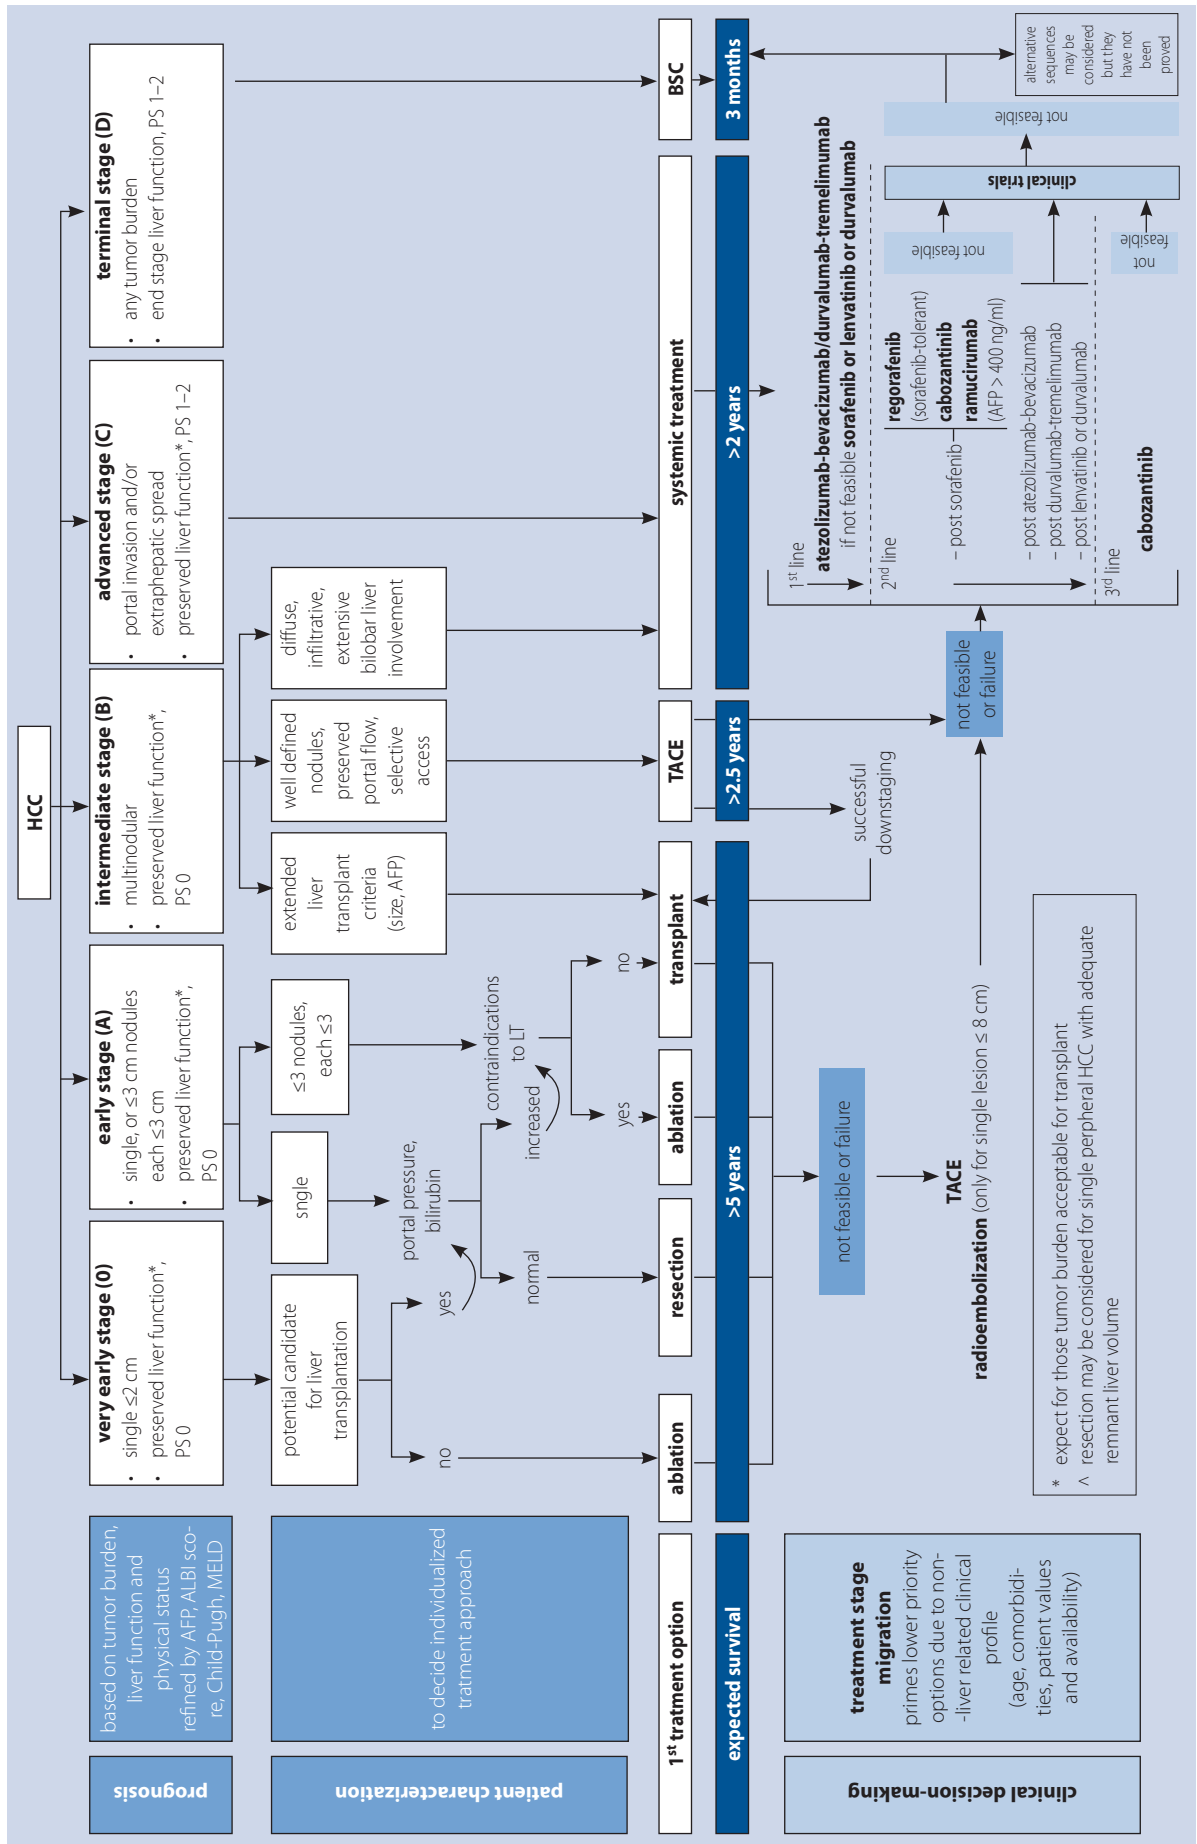 HCC
prognosis
based on tumor burden,
liver function and
physical status
refined by AFP, ALBI sco-
re, Child-Pugh, MELD
very early stage (0)
• single ≤2 cm
• preserved liver function*,
PS 0
early stage (A)
• single, or ≤3 cm nodules
each ≤3 cm
• preserved liver function*,
PS 0
intermediate stage (B)
• multinodular
• preserved liver function*,
PS 0
advanced stage (C)
• portal invasion and/or
extraphepatic spread
• preserved liver function*, PS 1–2
terminal stage (D)
• any tumor burden
• end stage liver function, PS 1–2
patient characterization
to decide individualized
tratment approach
potential candidate
for liver
transplantation
sngle
≤3 nodules,
each ≤3
extended
liver
transplant
criteria
(size, AFP)
well defined
nodules,
preserved
portal flow,
selective
access
diffuse,
infiltrative,
extensive
bilobar liver
involvement
portal pressure,
bilirubin
contraindications
to LT
no
yes
normal
increased
yes
no
1st tratment option
ablation
resection
ablation
transplant
TACE
systemic treatment
BSC
expected survival
>5 years
>2.5 years
>2 years
3 months
clinical decision-making
treatment stage
migration
primes lower priority
options due to non-
-liver related clinical
profile
(age, comorbidi-
ties, patient values
and availability)
not feasible or failure
TACE
radioembolization (only for single lesion ≤ 8 cm)
successful
downstaging
not feasible
or failure
1st line
atezolizumab-bevacizumab/durvalumab-tremelimumab
if not feasible sorafenib or lenvatinib or durvalumab
2nd line
– post sorafenib
regorafenib
(sorafenib-tolerant)
cabozantinib
ramucirumab
(AFP > 400 ng/ml)
– post atezolizumab-bevacizumab
– post durvalumab-tremelimumab
– post lenvatinib or durvalumab
3rd line
cabozantinib
not feasible
not
feasible
clinical trials
not feasible
alternative
sequences
may be
considered
but they
have not
been
proved
* expect for those tumor burden acceptable for transplant
^ resection may be considered for single perpheral HCC with adequate
remnant liver volume